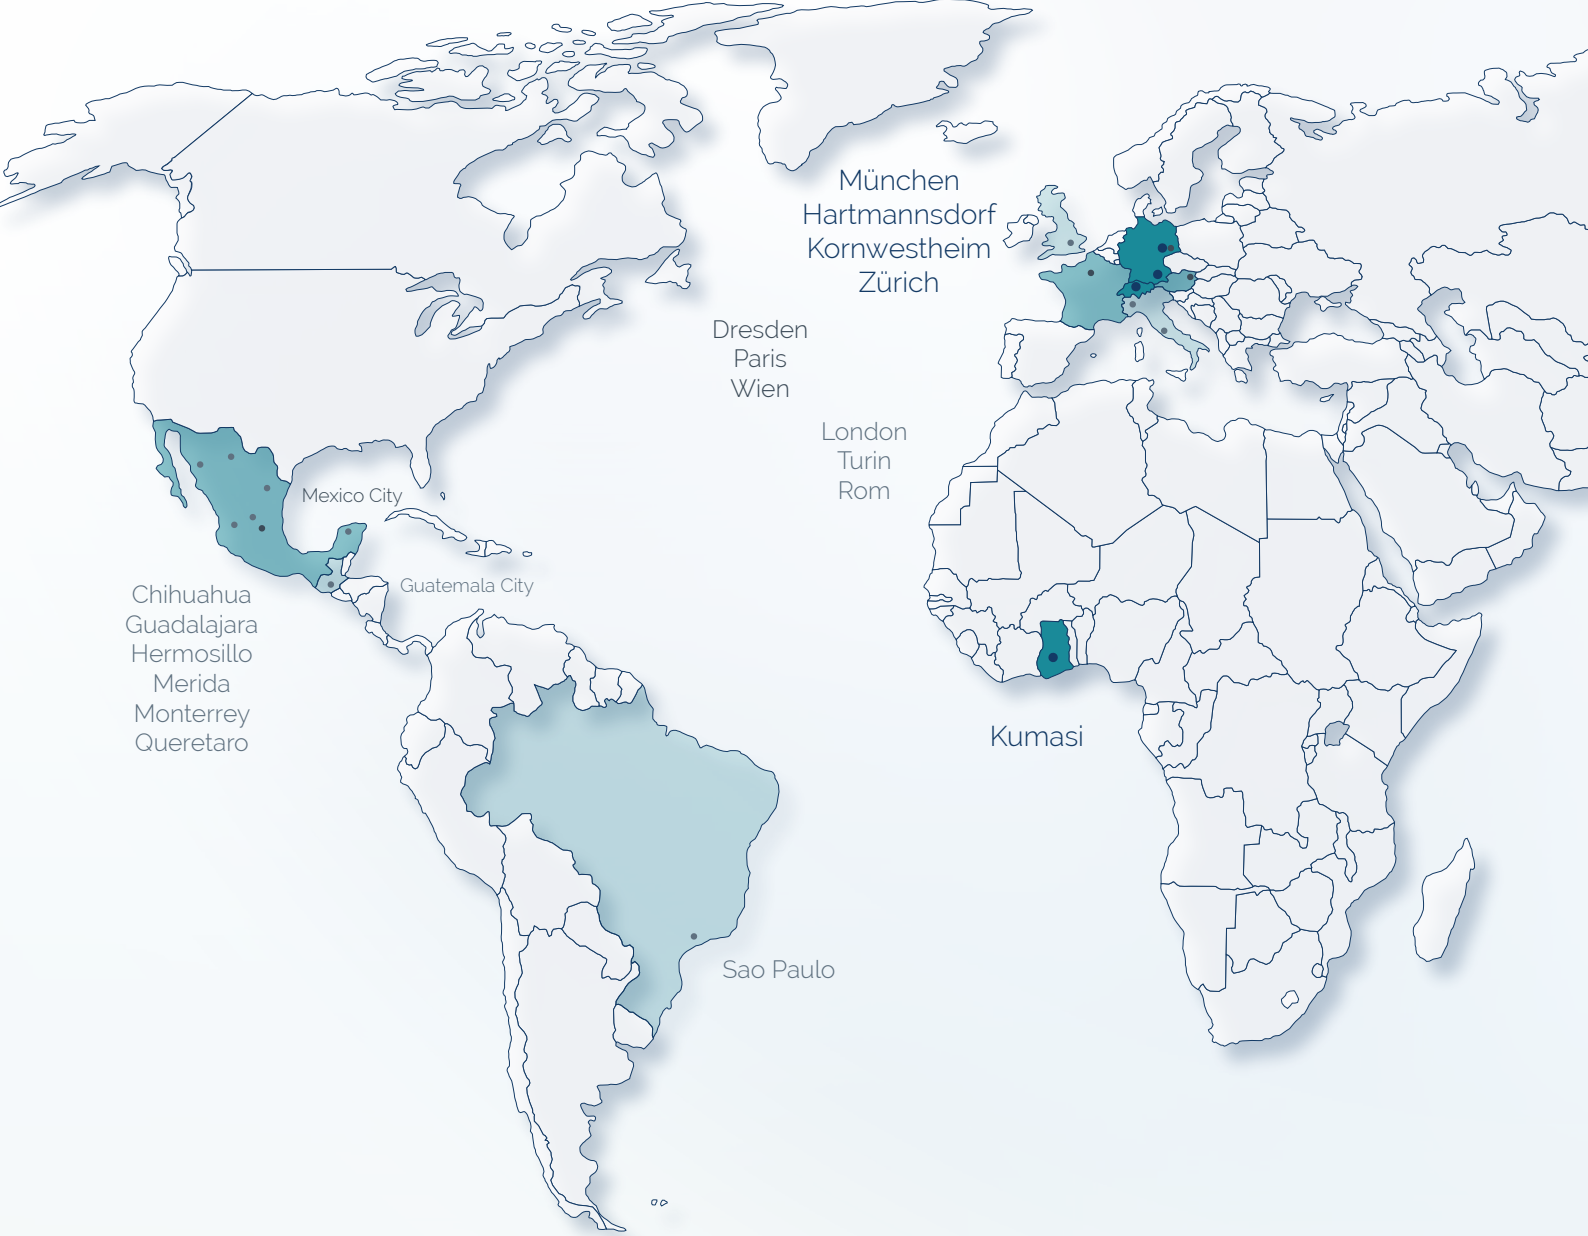 München
Hartmannsdorf
Kornwestheim
Zürich
Dresden
Paris
Wien
London
Turin
Rom
Mexico City
Guatemala City
Chihuahua
Guadalajara
Hermosillo
Merida
Monterrey
Queretaro
Kumasi
Sao Paulo